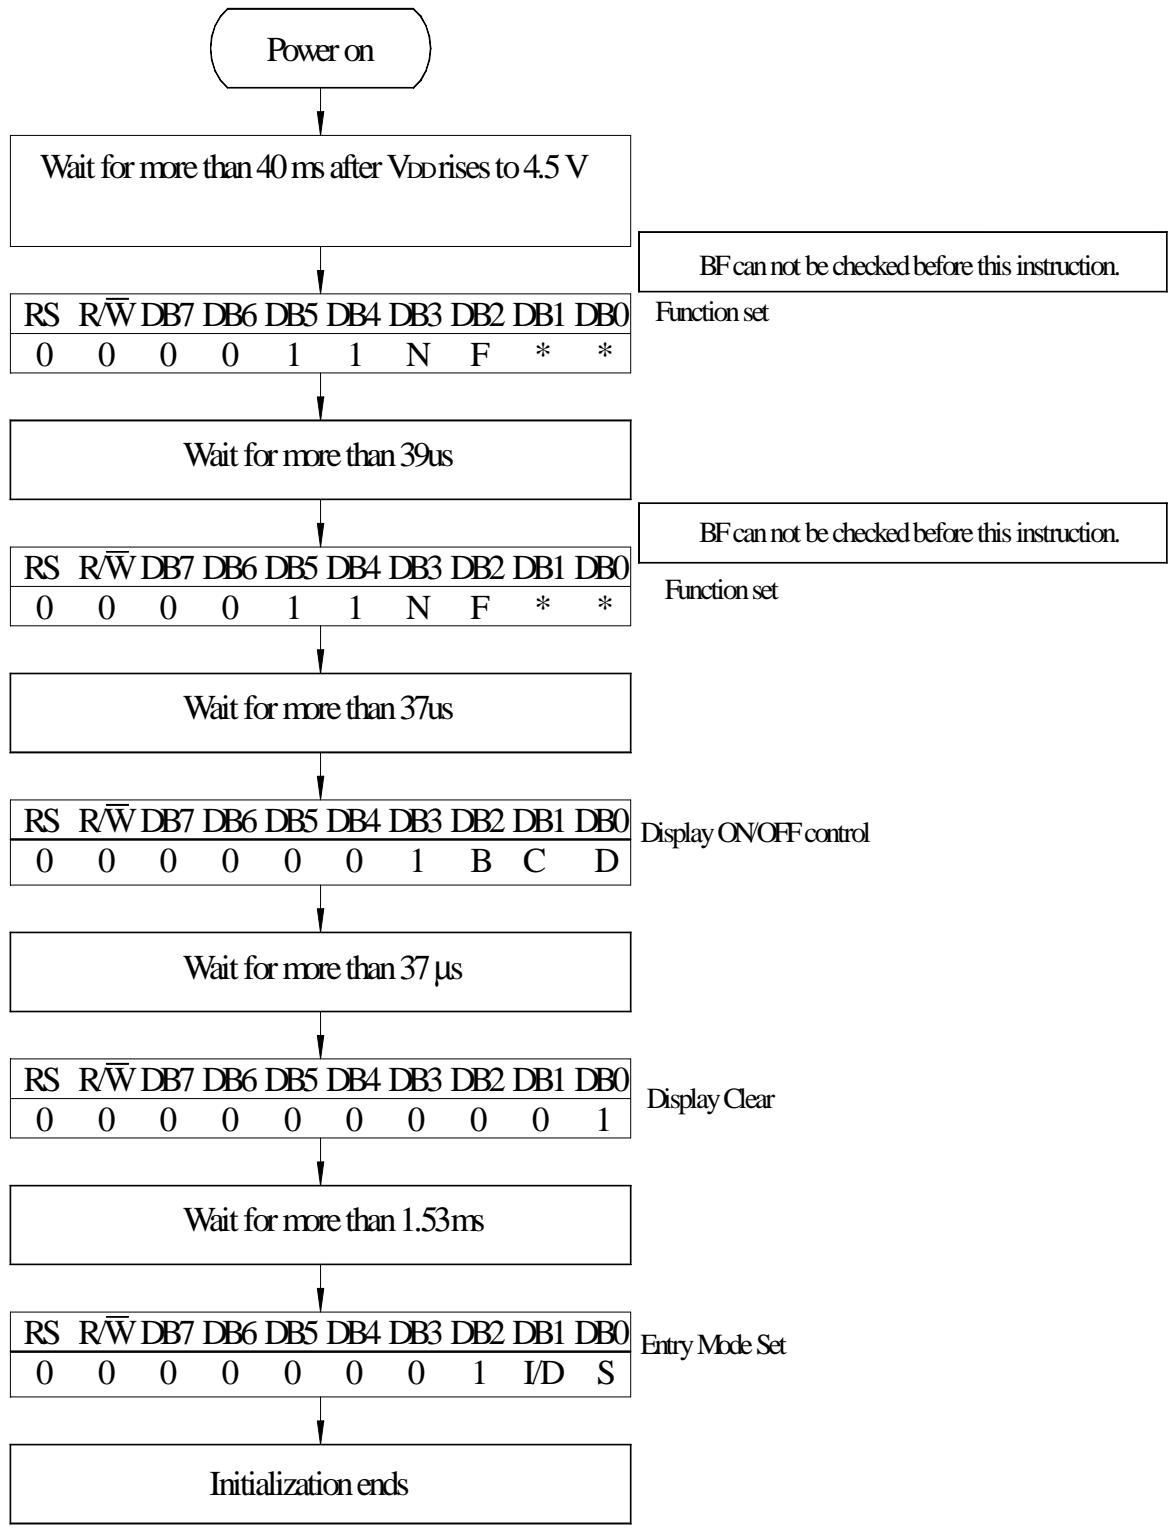 Power on
Wait for more than 40 ms after VDD rises to 4.5 V
BF can not be checked before this instruction.
RS R/W̅ DB7 DB6 DB5 DB4 DB3 DB2 DB1 DB0
Function set
0 0 0 0 1 1 N F * *
Wait for more than 39us
BF can not be checked before this instruction.
RS R/W̅ DB7 DB6 DB5 DB4 DB3 DB2 DB1 DB0
Function set
0 0 0 0 1 1 N F * *
Wait for more than 37us
RS R/W̅ DB7 DB6 DB5 DB4 DB3 DB2 DB1 DB0
Display ON/OFF control
0 0 0 0 0 0 1 B C D
Wait for more than 37 μs
RS R/W̅ DB7 DB6 DB5 DB4 DB3 DB2 DB1 DB0
Display Clear
0 0 0 0 0 0 0 0 0 1
Wait for more than 1.53ms
RS R/W̅ DB7 DB6 DB5 DB4 DB3 DB2 DB1 DB0
Entry Mode Set
0 0 0 0 0 0 0 1 I/D S
Initialization ends